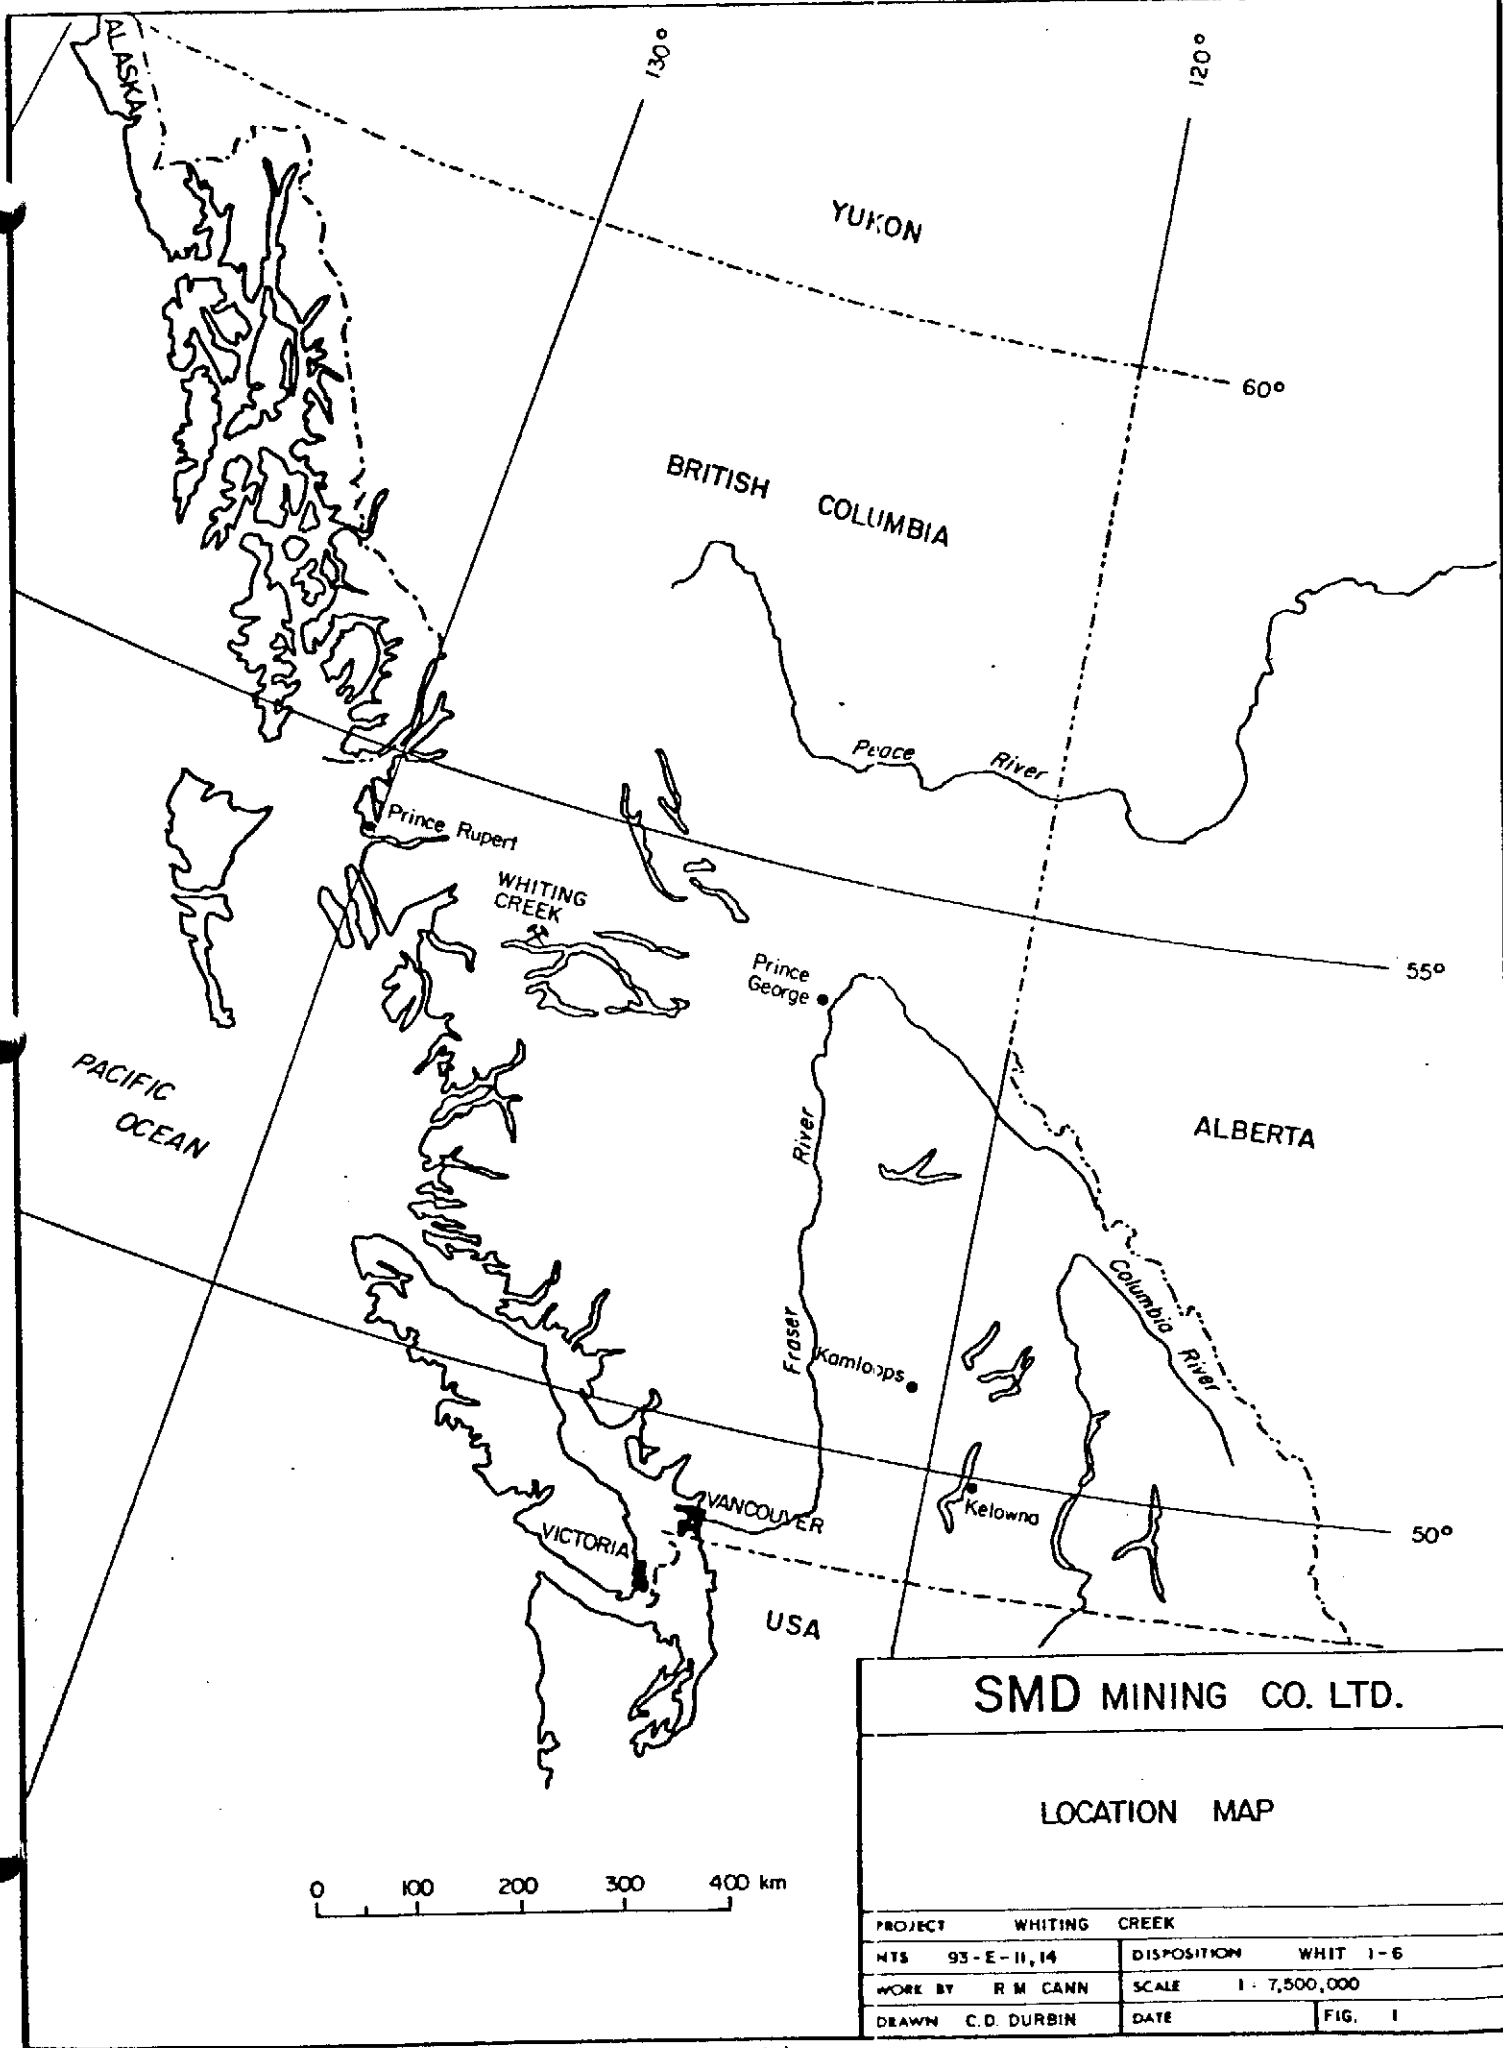 ALASKA
130°
120°
YUKON
60°
BRITISH COLUMBIA
Peace River
Prince Rupert
WHITING
CREEK
Prince
George
55°
PACIFIC
OCEAN
River
ALBERTA
Columbia
River
Fraser
Kamloops
VANCOUVER
Kelowna
50°
VICTORIA
USA
SMD MINING CO. LTD.
LOCATION MAP
0 100 200 300 400 km
PROJECT WHITING CREEK
NTS 93-E-11,14 DISPOSITION WHIT 1-6
WORK BY R M CANN SCALE 1:7,500,000
DRAWN C.D. DURBIN DATE FIG. 1